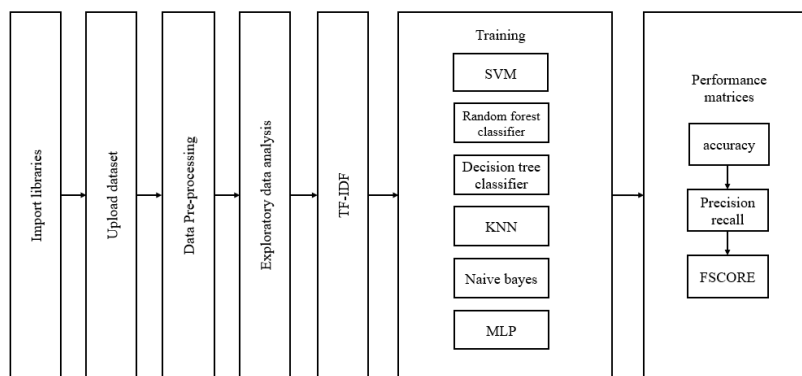 Import libraries
Upload dataset
Data Pre-processing
Exploratory data analysis
TF-IDF
Training
SVM
Random forest
classifier
Decision tree
classifier
KNN
Naive bayes
MLP
Performance
matrices
accuracy
Precision
recall
FSCORE